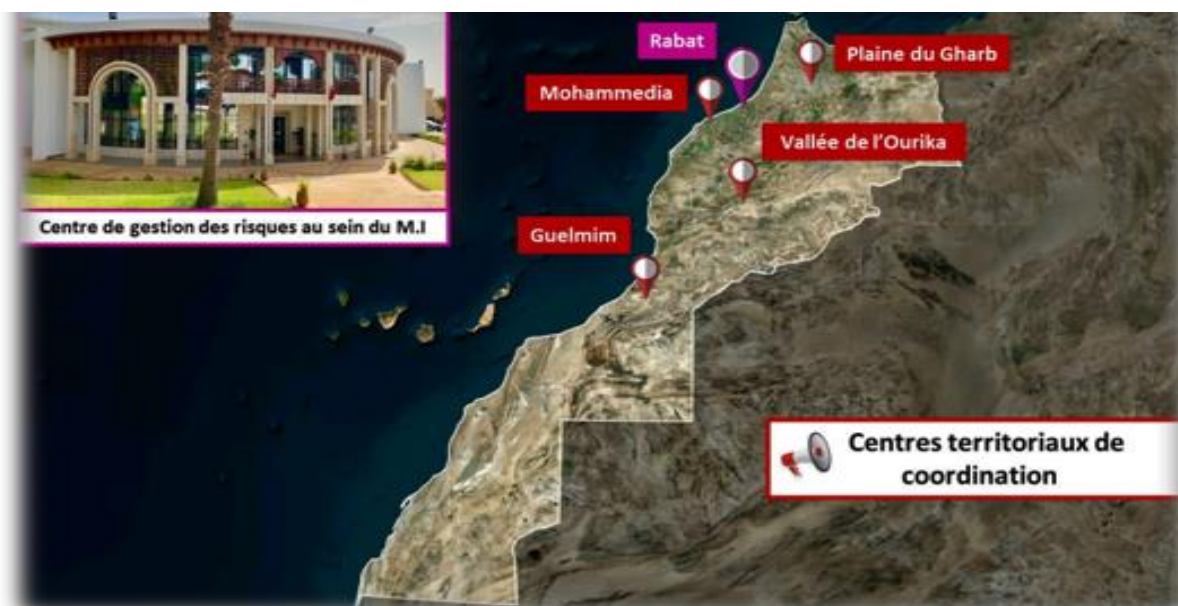 Rabat
Plaine du Gharb
Mohammedia
Vallée de l'Ourika
Centre de gestion des risques au sein du M.I
Guelmim
Centres territoriaux de
coordination